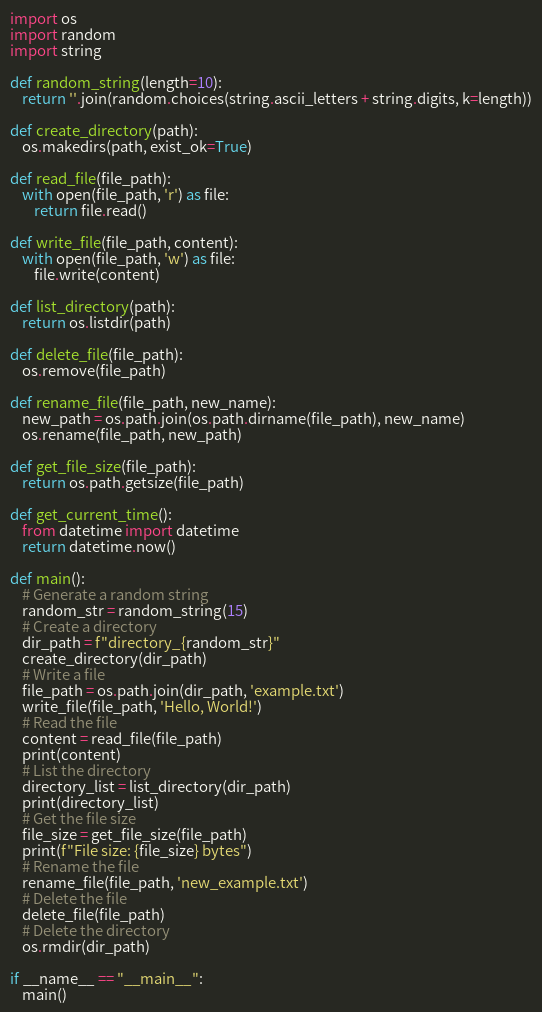 import os
import random
import string

def random_string(length=10):
    return ''.join(random.choices(string.ascii_letters + string.digits, k=length))

def create_directory(path):
    os.makedirs(path, exist_ok=True)

def read_file(file_path):
    with open(file_path, 'r') as file:
        return file.read()

def write_file(file_path, content):
    with open(file_path, 'w') as file:
        file.write(content)

def list_directory(path):
    return os.listdir(path)

def delete_file(file_path):
    os.remove(file_path)

def rename_file(file_path, new_name):
    new_path = os.path.join(os.path.dirname(file_path), new_name)
    os.rename(file_path, new_path)

def get_file_size(file_path):
    return os.path.getsize(file_path)

def get_current_time():
    from datetime import datetime
    return datetime.now()

def main():
    # Generate a random string
    random_str = random_string(15)
    # Create a directory
    dir_path = f"directory_{random_str}"
    create_directory(dir_path)
    # Write a file
    file_path = os.path.join(dir_path, 'example.txt')
    write_file(file_path, 'Hello, World!')
    # Read the file
    content = read_file(file_path)
    print(content)
    # List the directory
    directory_list = list_directory(dir_path)
    print(directory_list)
    # Get the file size
    file_size = get_file_size(file_path)
    print(f"File size: {file_size} bytes")
    # Rename the file
    rename_file(file_path, 'new_example.txt')
    # Delete the file
    delete_file(file_path)
    # Delete the directory
    os.rmdir(dir_path)

if __name__ == "__main__":
    main()